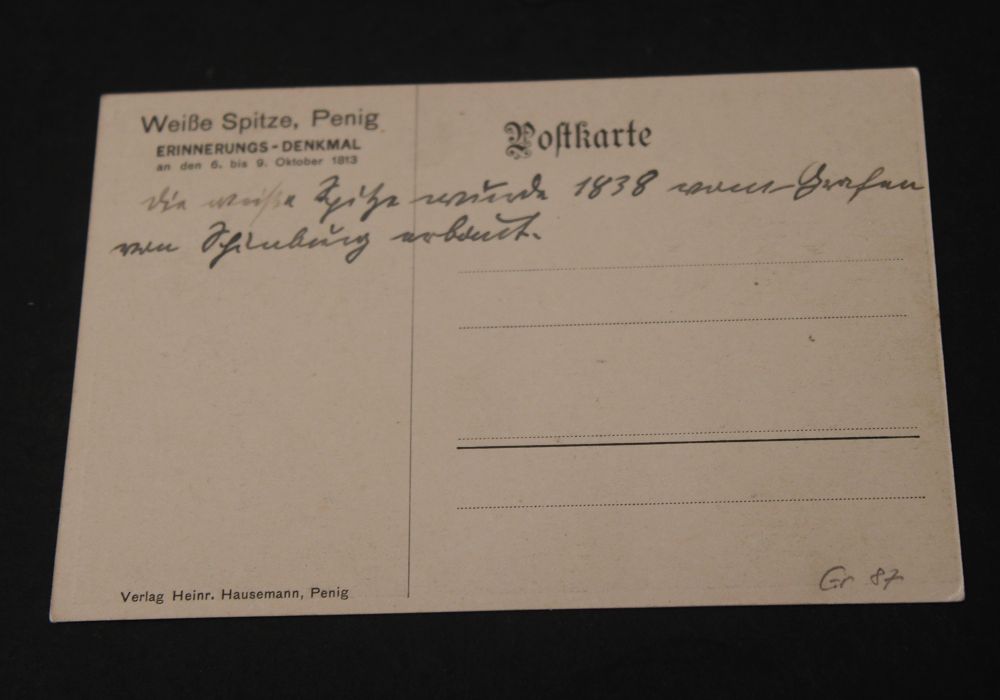 Weiße Spitze, Penig
ERINNERUNGS-DENKMAL
an den 6. bis 9. Oktober 1813
Postkarte
Die weiße Spitze wurde 1838 vom Grafen
von Schönburg erbaut.
Verlag Heinr. Hausemann, Penig
Gr 87